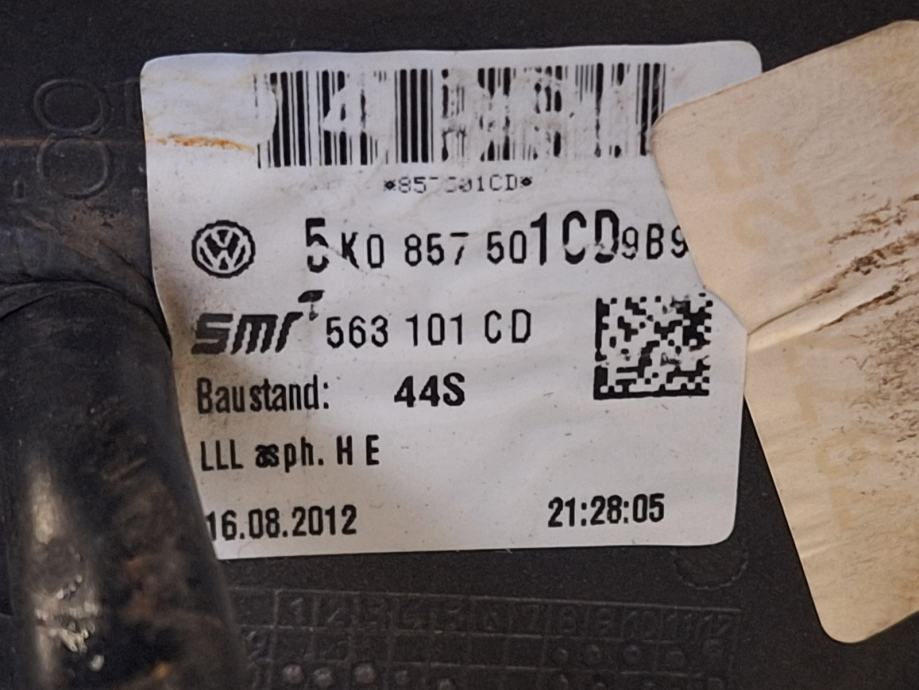 *857501CD*
5K0 857 501CD9B9
smr 563 101 CD
Baustand: 44S
LLL asph. H E
16.08.2012 21:28:05